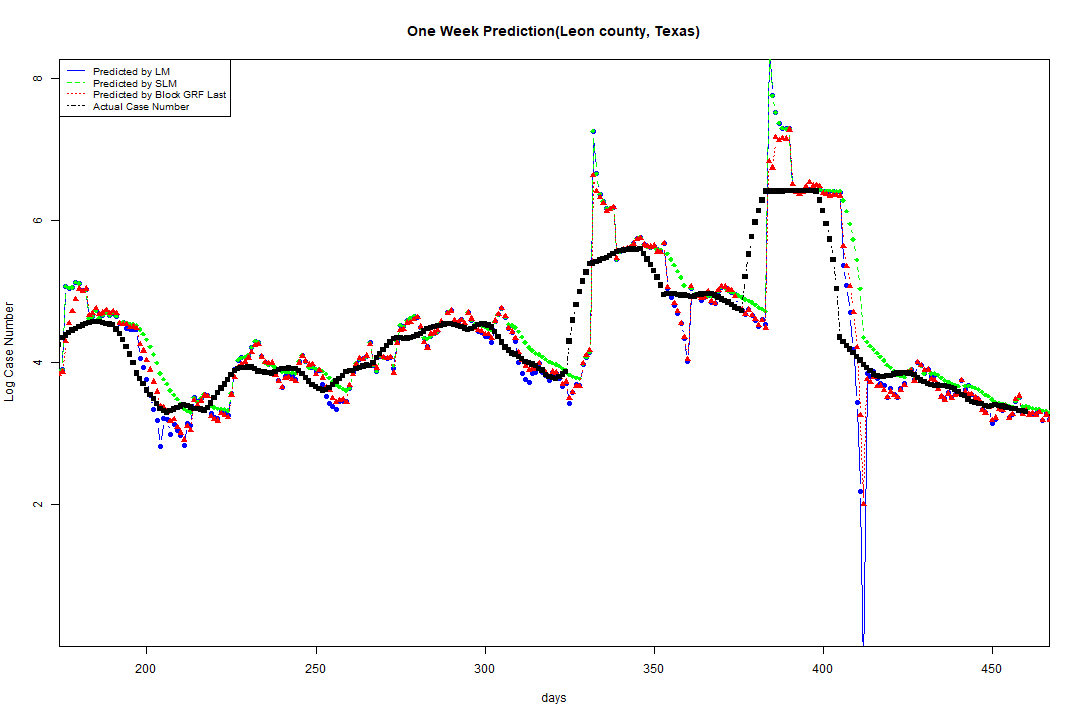 One Week Prediction(Leon county, Texas)
Predicted by LM
Predicted by SLM
Predicted by Block GRF Last
Actual Case Number
8
6
4
2
Log Case Number
200 250 300 350 400 450
days